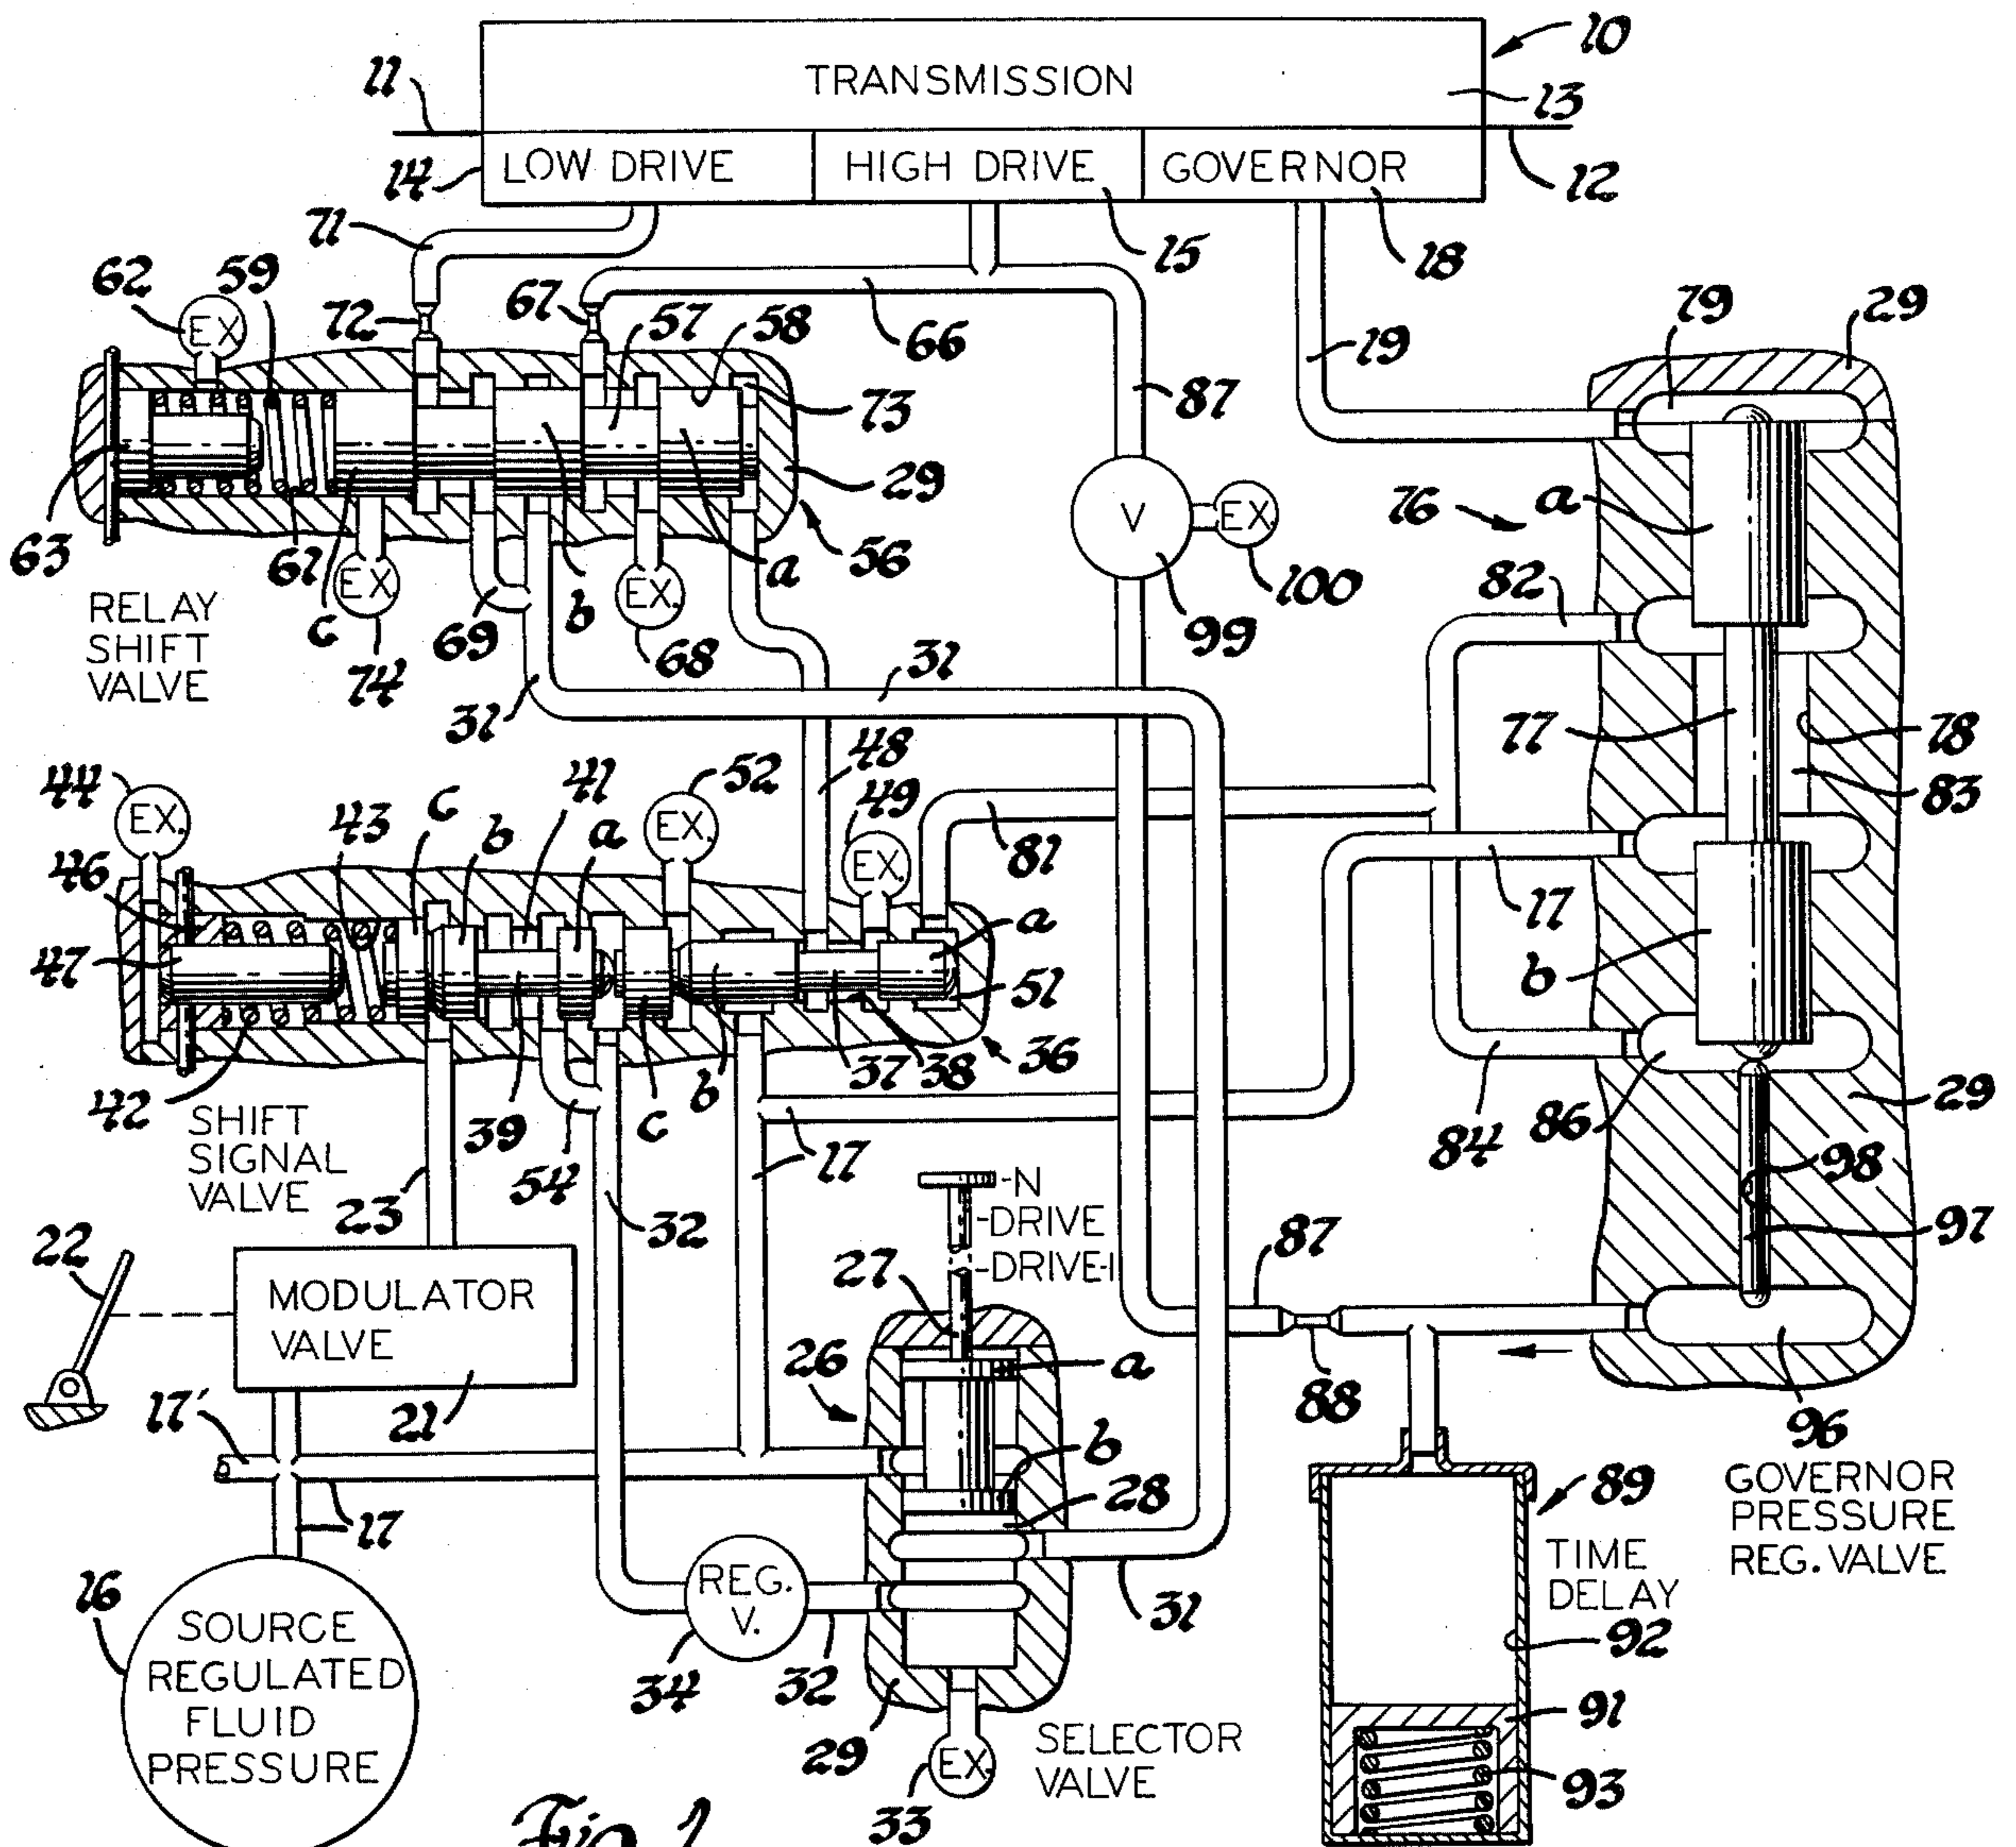 10
TRANSMISSION
11
13
LOW DRIVE
HIGH DRIVE
GOVERNOR
14
12
71
15
18
62
59
EX
72
67
57
58
66
19
79
29
73
87
29
63
61
EX
V
EX.
76
a
56
100
a
RELAY
SHIFT
VALVE
c
74
69
b
EX.
68
99
82
31
31
77
78
44
EX.
43
c
b
41
a
52
EX.
48
49
EX.
81
83
46
17
a
47
51
b
42
SHIFT
SIGNAL
VALVE
39
c
b
37
38
36
86
29
54
17
84
98
23
N
DRIVE
DRIVE-1
97
22
32
27
87
MODULATOR
VALVE
26
a
88
17'
21
96
b
28
89
GOVERNOR
PRESSURE
REG. VALVE
17
TIME
DELAY
16
REG.
V.
SOURCE
REGULATED
FLUID
PRESSURE
34
32
31
92
91
29
SELECTOR
VALVE
EX.
33
93
Fig. 1